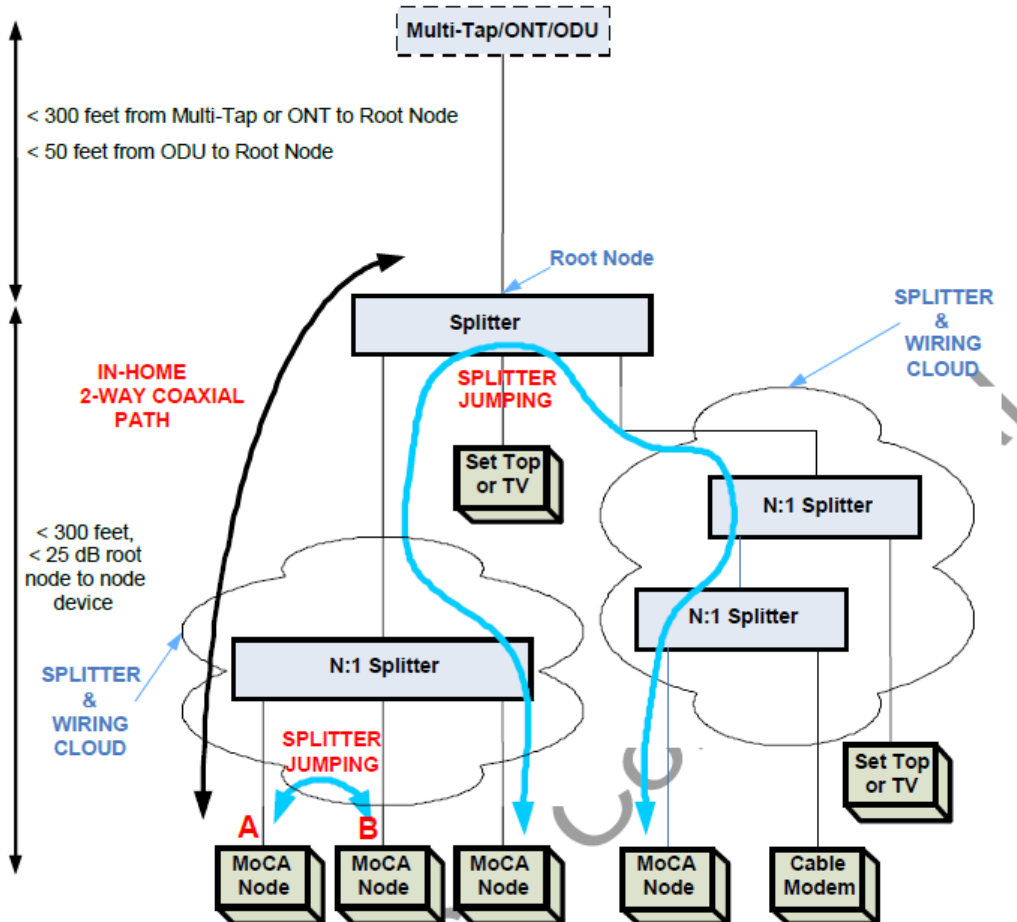 Multi-Tap/ONT/ODU
< 300 feet from Multi-Tap or ONT to Root Node
< 50 feet from ODU to Root Node
Root Node
Splitter
SPLITTER
&
WIRING
CLOUD
IN-HOME
2-WAY COAXIAL
PATH
SPLITTER
JUMPING
Set Top
or TV
N:1 Splitter
< 300 feet,
< 25 dB root
node to node
device
N:1 Splitter
N:1 Splitter
SPLITTER
&
WIRING
CLOUD
SPLITTER
JUMPING
Set Top
or TV
A
B
MoCA
Node
MoCA
Node
MoCA
Node
MoCA
Node
Cable
Modem